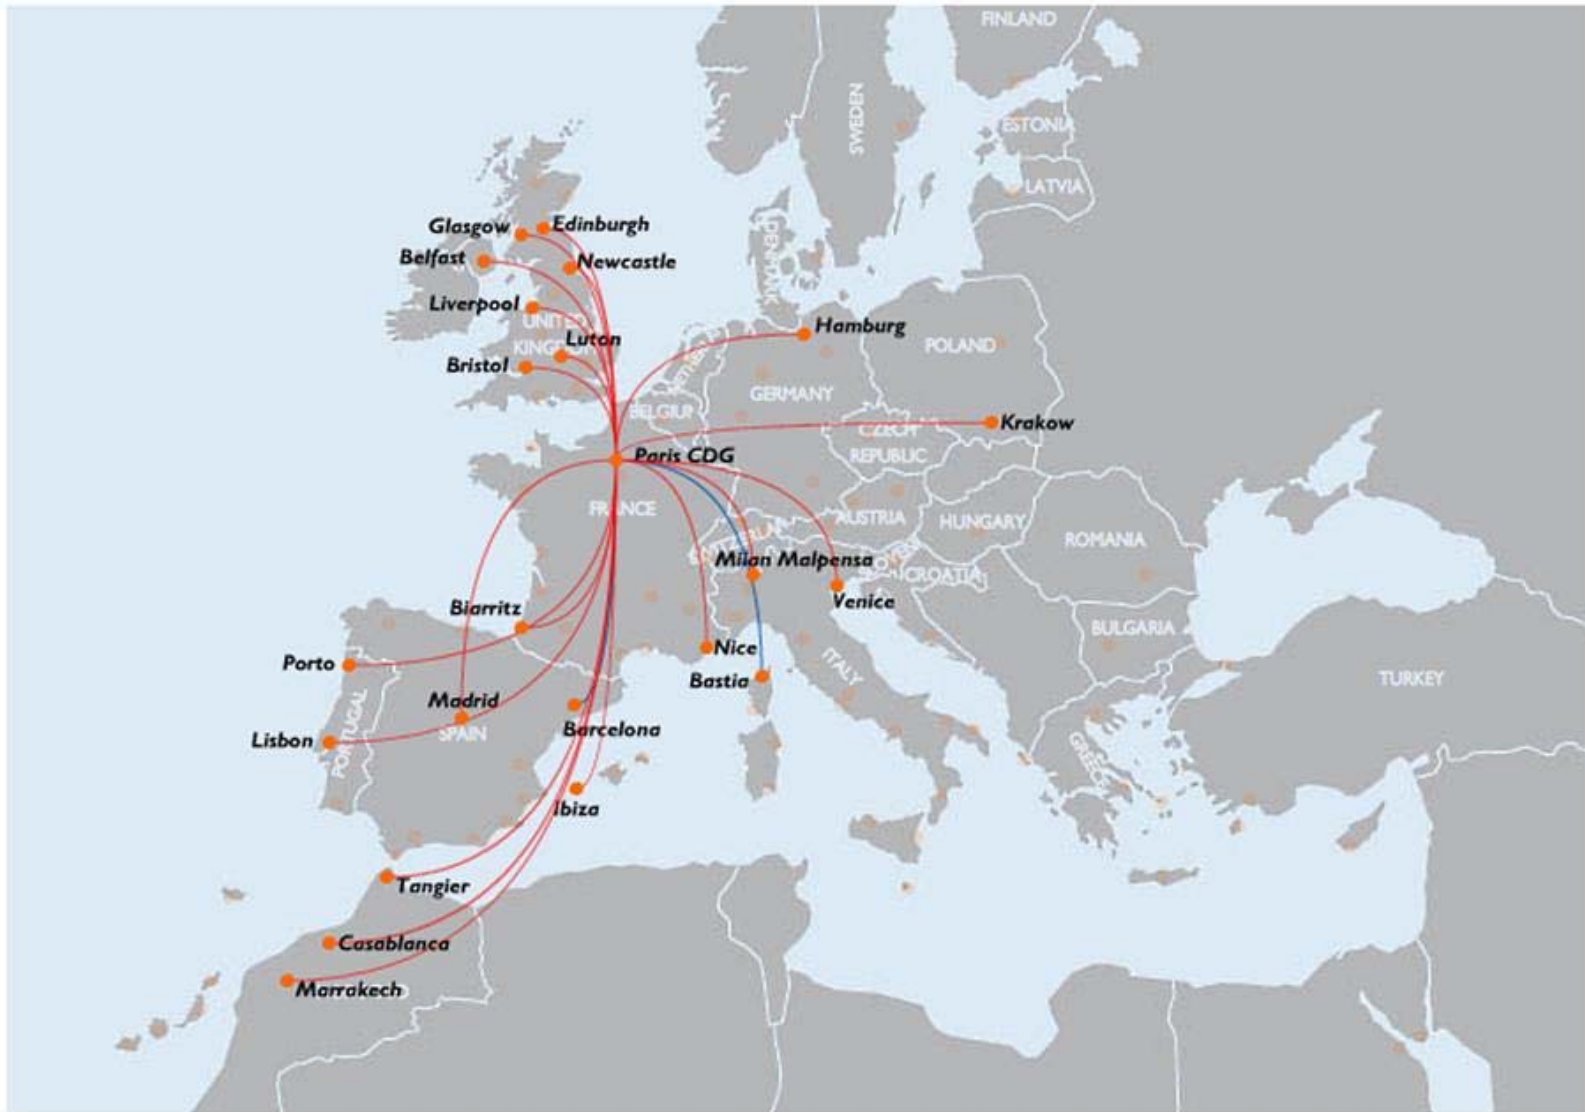 FINLAND
SWEDEN
ESTONIA
LATVIA
DENMARK
Glasgow
Edinburgh
Belfast
Newcastle
Liverpool
UNITED
KINGDOM
Luton
Bristol
Hamburg
POLAND
GERMANY
BELGIUM
Krakow
CZECH
REPUBLIC
Paris CDG
FRANCE
AUSTRIA
HUNGARY
ROMANIA
Milan Malpensa
CROATIA
Venice
Biarritz
BULGARIA
Nice
Porto
ITALY
Bastia
TURKEY
Madrid
SPAIN
Barcelona
Lisbon
PORTUGAL
GREECE
Ibiza
Tangier
Casablanca
Marrakech